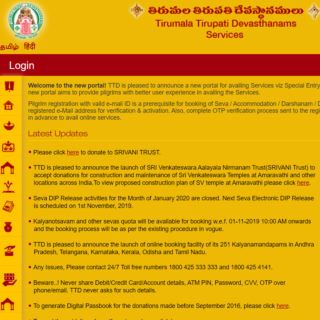 తిరుమల తిరుపతి దేవస్థానములు
Tirumala Tirupati Devasthanams
Services
தமிழ் हिंदी
Login
Welcome to the new portal! TTD is pleased to announce a new portal for availing Services viz Special Entry
new portal aims to provide pilgrims with better user experience in availing the Services.
Pilgrim registration with valid e-mail ID is a prerequisite for booking of Seva / Accommodation / Darshanam / D
registered e-Mail address for verification & activation. Also, complete OTP verification process sent to the regi
in advance to avail online services.
Latest Updates
Please click here to donate to SRIVANI TRUST.
TTD is pleased to announce the launch of SRI Venkateswara Aalayala Nirmanam Trust(SRIVANI Trust) to
accept donations for construction and maintenance of Sri Venkateswara Temples at Amaravathi and other
locations across India.To view proposed construction plan of SV temple at Amaravathi please click here.
Seva DIP Release activities for the Month of January 2020 are closed. Next Seva Electronic DIP Release
is scheduled on 1st November, 2019.
Kalyanotsavam and other sevas quota will be available for booking w.e.f. 01-11-2019 10:00 AM onwards
and the booking process will be as per the existing procedure in vogue.
TTD is pleased to announce the launch of online booking facility of its 251 Kalyanamandapams in Andhra
Pradesh, Telangana, Karnataka, Kerala, Odisha and Tamil Nadu.
Any Issues, Please contact 24/7 Toll free numbers 1800 425 333 333 and 1800 425 4141.
Beware..! Never share Debit/Credit Card/Account details, ATM PIN, Password, CVV, OTP over
phone/email. TTD never asks for such details.
To generate Digital Passbook for the donations made before September 2016, please click here.